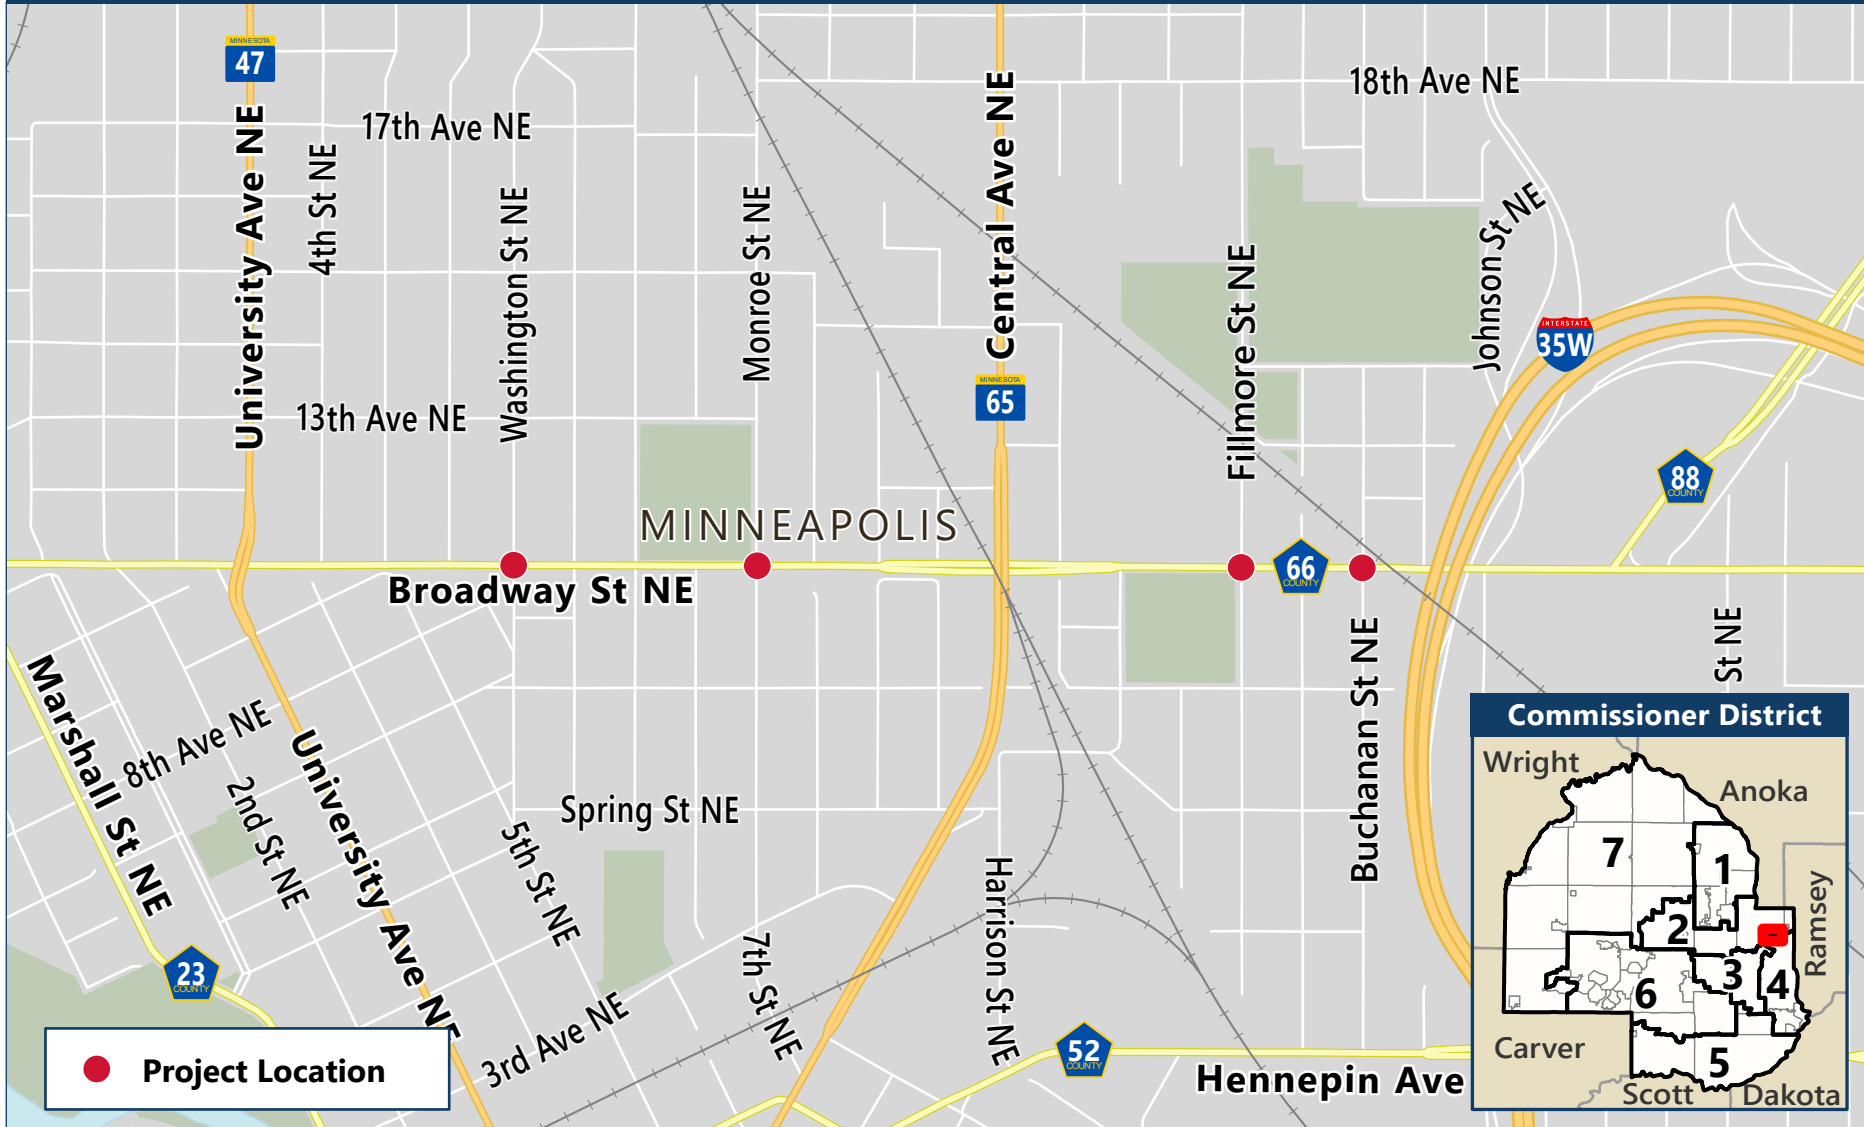 MINNESOTA
47
University Ave NE
4th St NE
17th Ave NE
Washington St NE
Monroe St NE
Central Ave NE
MINNESOTA
65
18th Ave NE
Johnson St NE
Fillmore St NE
INTERSTATE
35W
13th Ave NE
88
COUNTY
MINNEAPOLIS
Broadway St NE
66
COUNTY
Buchanan St NE
St NE
Marshall St NE
8th Ave NE
2nd St NE
University Ave NE
5th St NE
Spring St NE
7th St NE
Harrison St NE
3rd Ave NE
23
COUNTY
52
COUNTY
Hennepin Ave
Project Location
Commissioner District
Wright
Anoka
7
1
2
Ramsey
3
4
6
Carver
5
Scott
Dakota